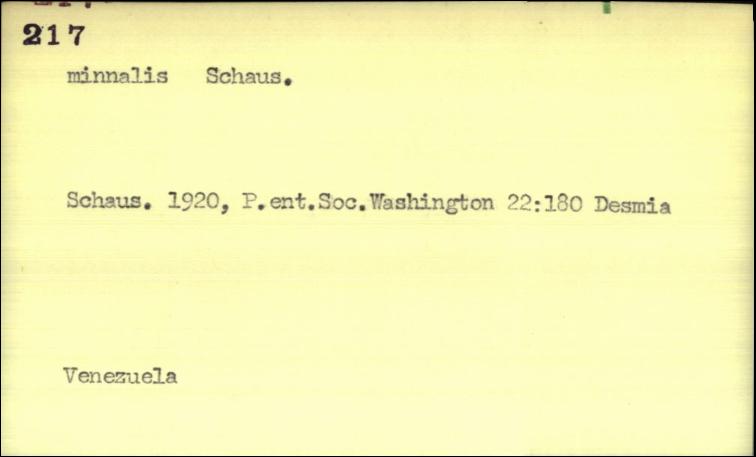 217
minnalis Schaus.
Schaus. 1920, P.ent.Soc.Washington 22:180 Desmia
Venezuela